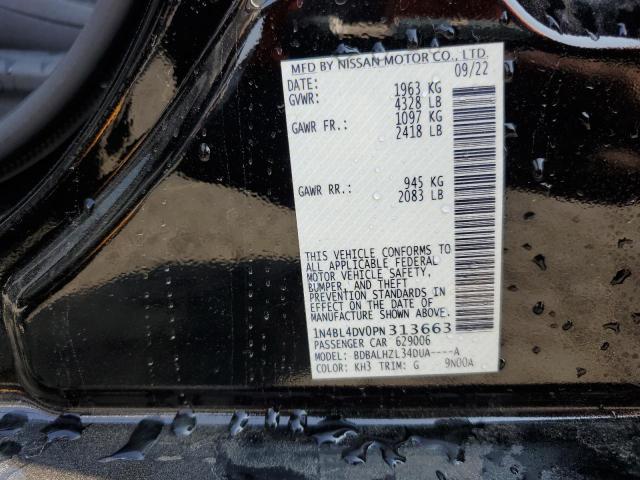 MFD BY NISSAN MOTOR CO., LTD.
DATE: 09/22
GVWR: 1963 KG
4328 LB
GAWR FR.: 1097 KG
2418 LB
GAWR RR.: 945 KG
2083 LB
THIS VEHICLE CONFORMS TO
ALL APPLICABLE FEDERAL
MOTOR VEHICLE SAFETY,
BUMPER, AND THEFT
PREVENTION STANDARDS
IN EFFECT ON THE DATE OF
MANUFACTURE SHOWN ABOVE.
1N4BL4DV0PN313663
PASSENGER CAR 629006
MODEL: BDBALHZL34DUA----A
COLOR: KH3 TRIM: G 9N00A